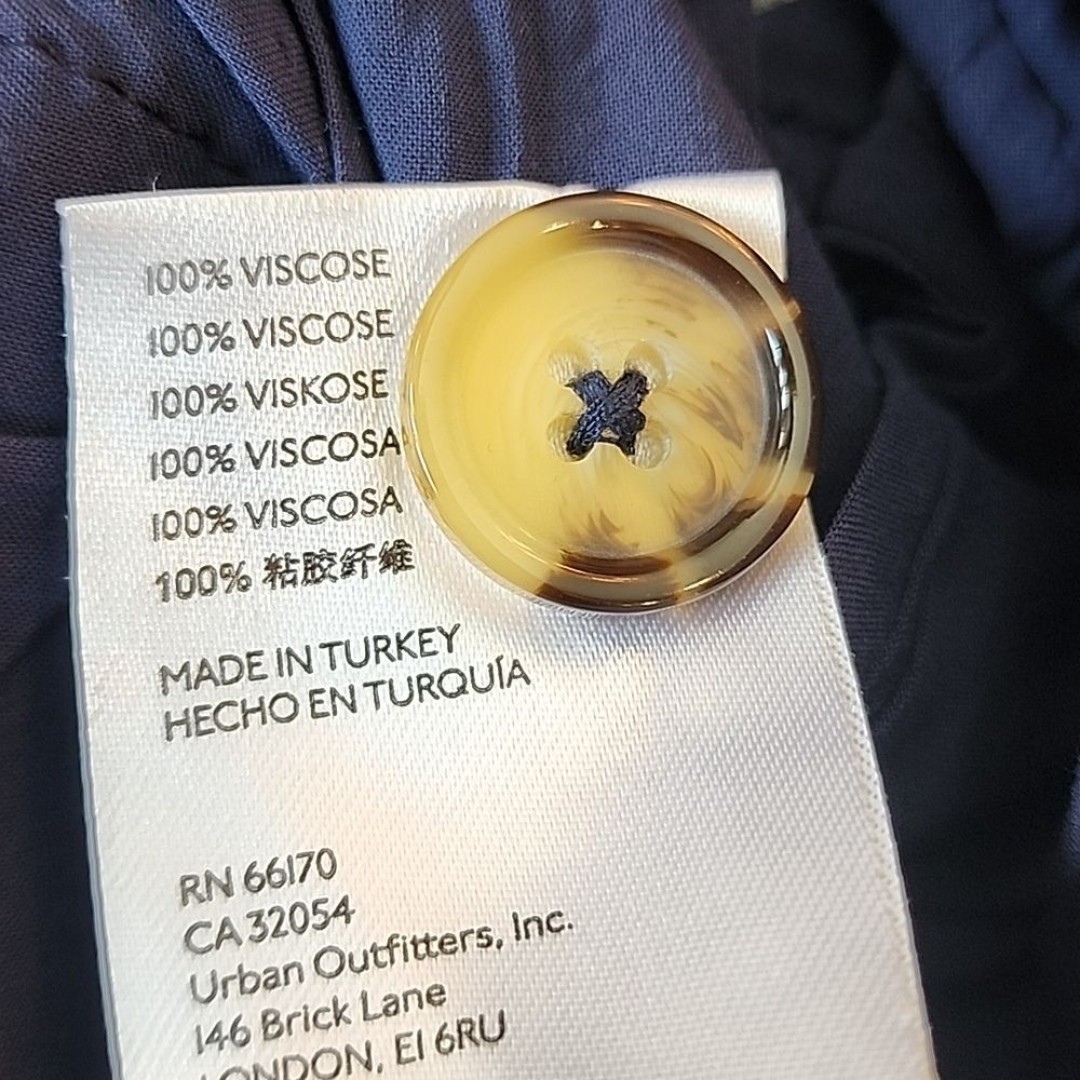 100% VISCOSE
100% VISCOSE
100% VISKOSE
100% VISCOSA
100% VISCOSA
100% 粘胶纤维
MADE IN TURKEY
HECHO EN TURQUÍA
RN 66170
CA 32054
Urban Outfitters, Inc.
146 Brick Lane
LONDON, E1 6RU